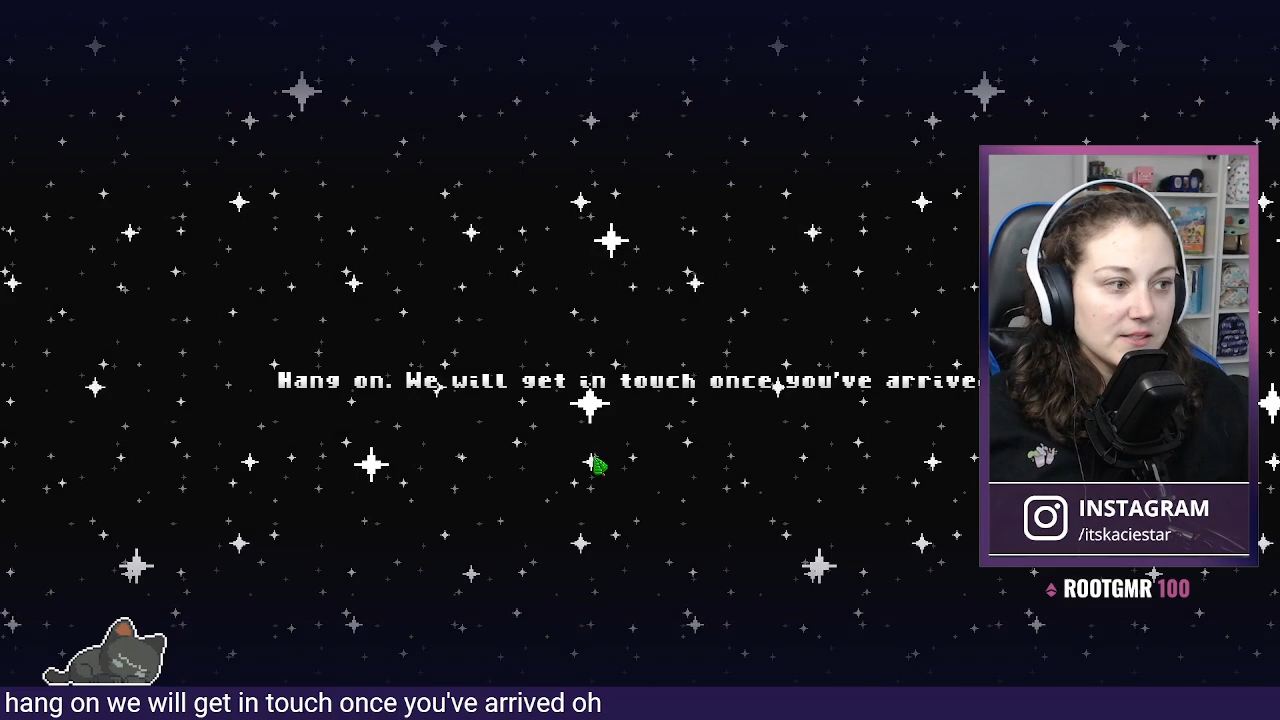 Hang on. We will get in touch once you've arrive
INSTAGRAM
/itskaciestar
ROOTGMR 100
hang on we will get in touch once you've arrived oh